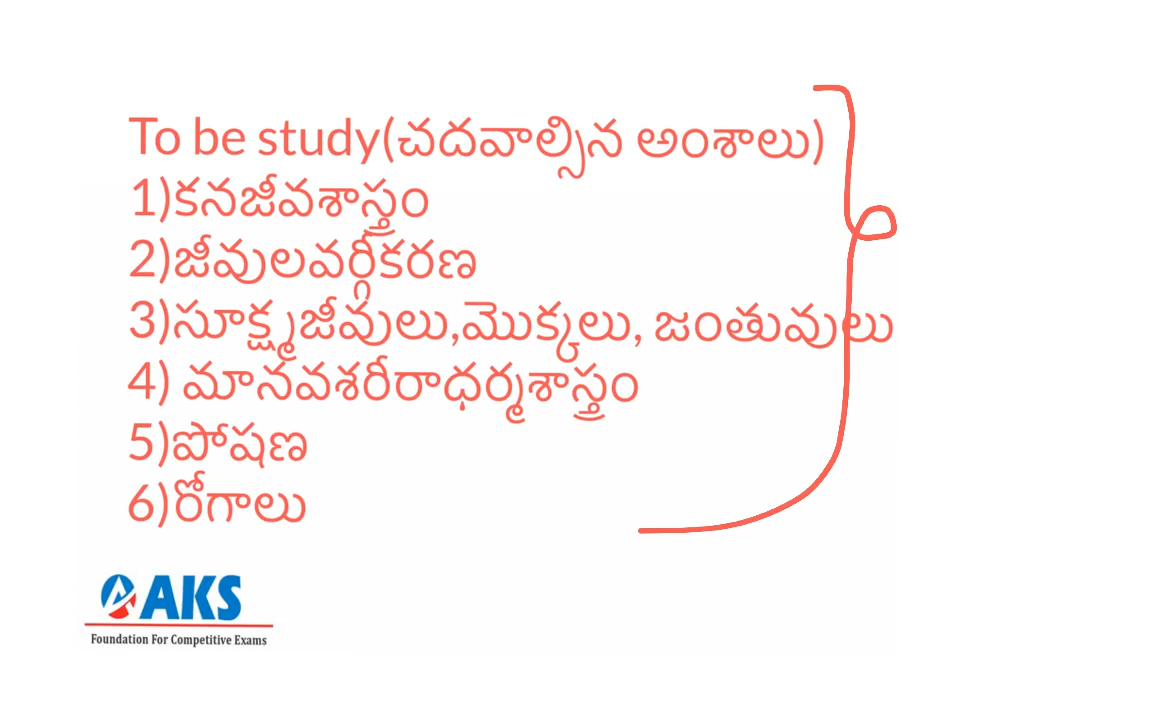 To be study(చదవాల్సిన అంశాలు)
1)కనజీవశాస్త్రం
2)జీవులవర్గీకరణ
3)సూక్ష్మజీవులు,మొక్కలు, జంతువులు
4) మానవశరీరాధర్మశాస్త్రం
5)పోషణ
6)రోగాలు
AKS
Foundation For Competitive Exams